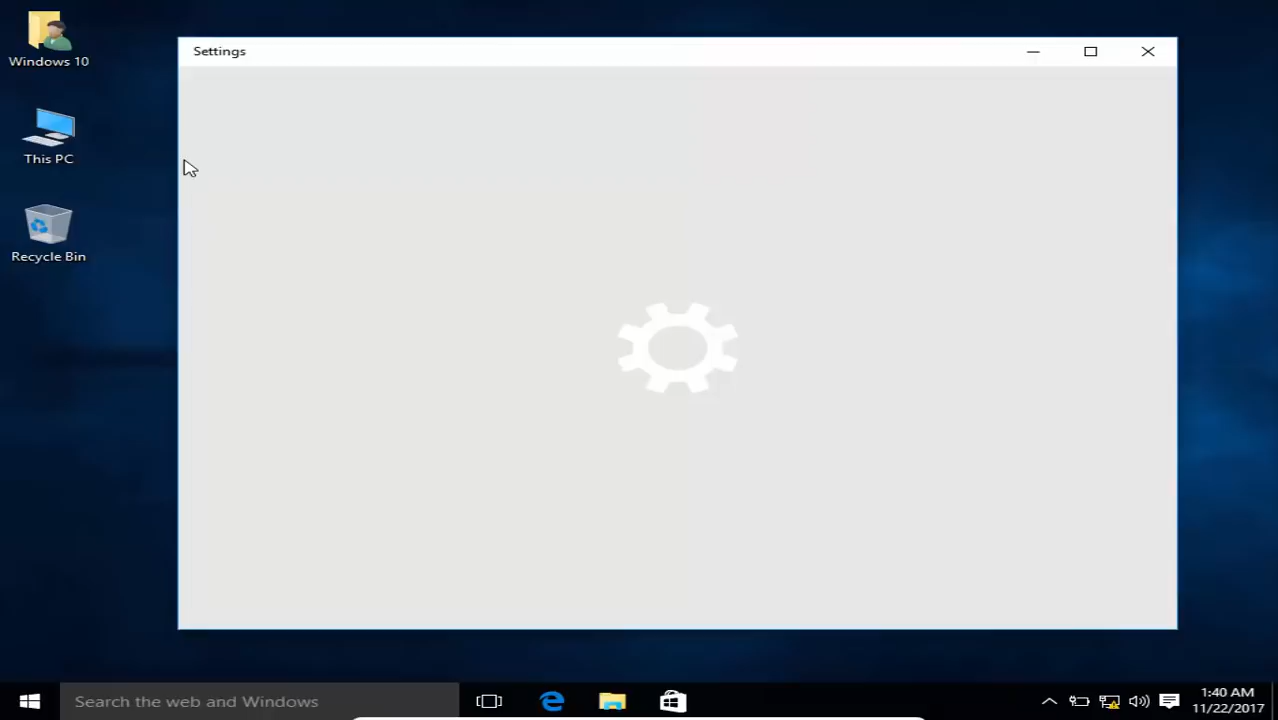 Windows 10
Settings
This PC
Recycle Bin
Search the web and Windows
1:40 AM
11/22/2017